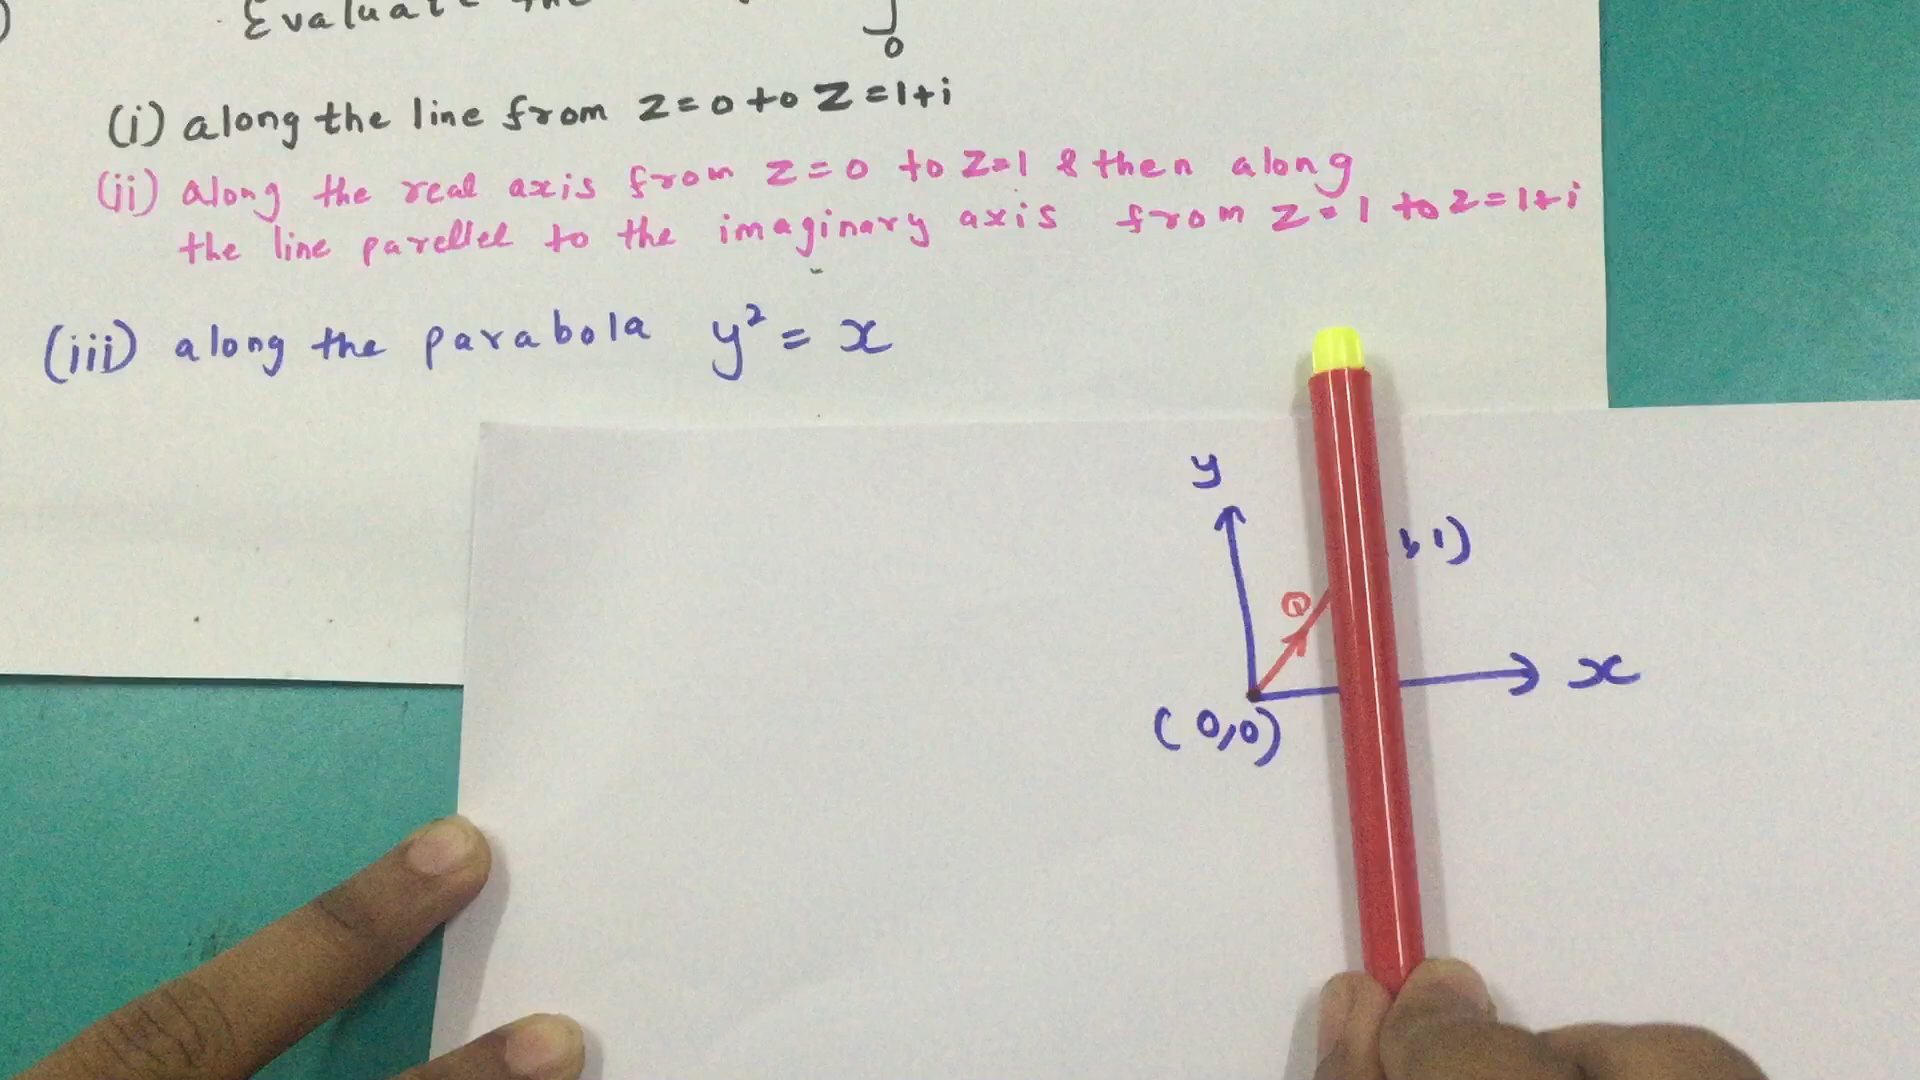 Evaluate the
∫
0
(i) along the line from z=0 to z=1+i
(ii) along the real axis from z=0 to z=1 & then along
the line parellel to the imaginary axis from z=1 to z=1+i
(iii) along the parabola y² = x
y
, 1)
①
x
(0,0)